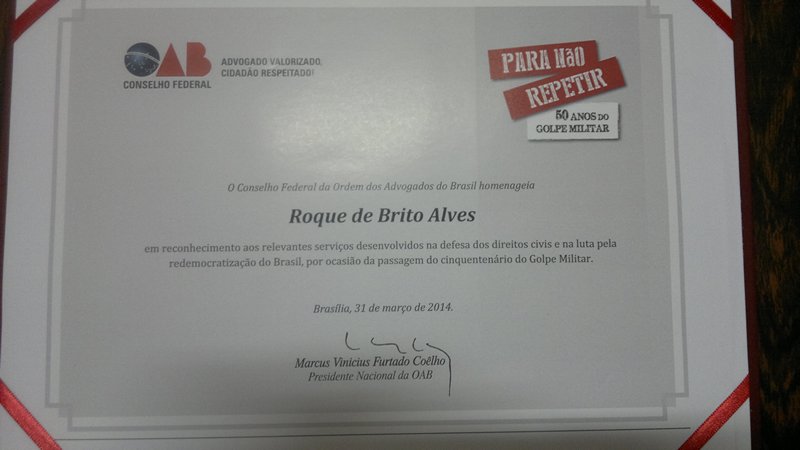 OAB
CONSELHO FEDERAL
ADVOGADO VALORIZADO,
CIDADÃO RESPEITADO!
PARA NÃO
REPETIR
50 ANOS DO
GOLPE MILITAR
O Conselho Federal da Ordem dos Advogados do Brasil homenageia
Roque de Brito Alves
em reconhecimento aos relevantes serviços desenvolvidos na defesa dos direitos civis e na luta pela
redemocratização do Brasil, por ocasião da passagem do cinquentenário do Golpe Militar.
Brasília, 31 de março de 2014.
Marcus Vinicius Furtado Coêlho
Presidente Nacional da OAB